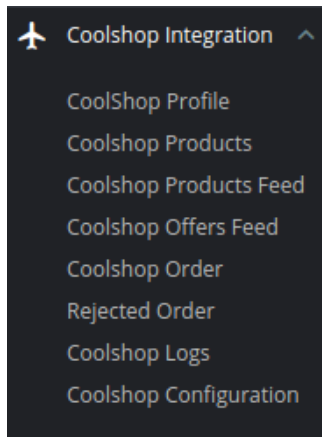 Coolshop Integration
CoolShop Profile
Coolshop Products
Coolshop Products Feed
Coolshop Offers Feed
Coolshop Order
Rejected Order
Coolshop Logs
Coolshop Configuration